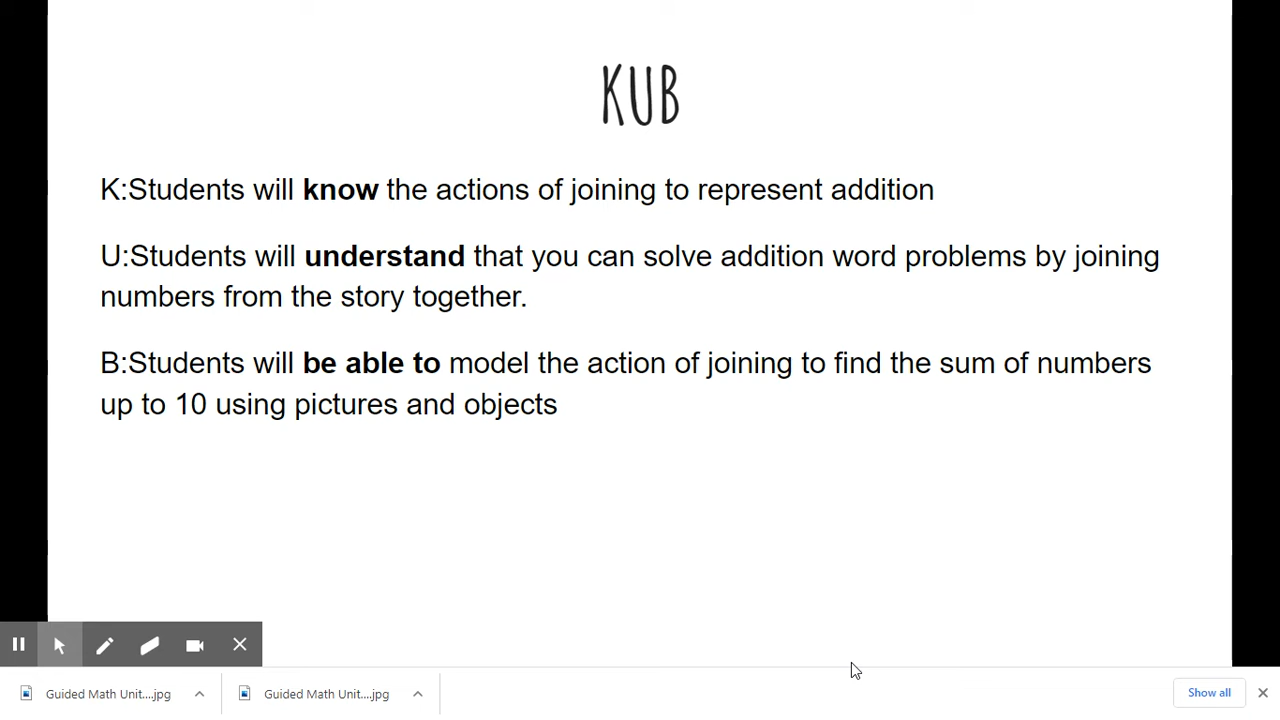 KUB
K:Students will know the actions of joining to represent addition
U:Students will understand that you can solve addition word problems by joining
numbers from the story together.
B:Students will be able to model the action of joining to find the sum of numbers
up to 10 using pictures and objects
Guided Math Unit....jpg
Guided Math Unit....jpg
Show all